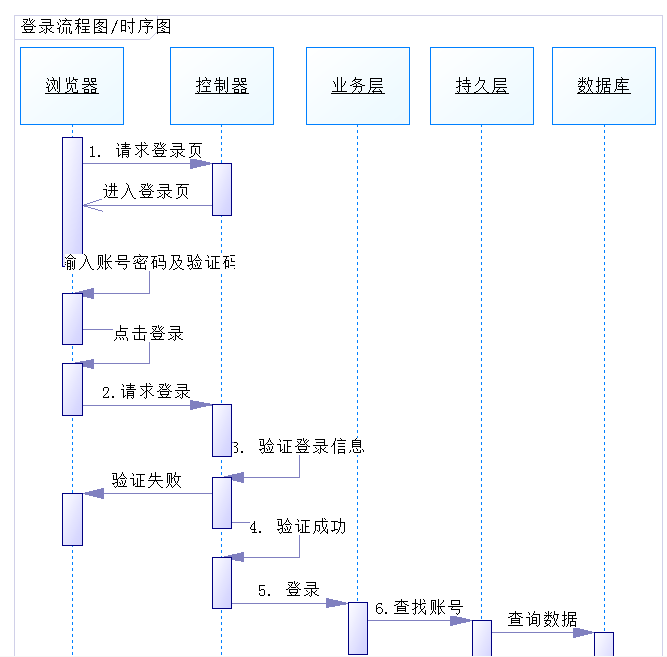 登录流程图/时序图
浏览器
控制器
业务层
持久层
数据库
1. 请求登录页
进入登录页
输入账号密码及验证码
点击登录
2.请求登录
3. 验证登录信息
验证失败
4. 验证成功
5. 登录
6.查找账号
查询数据